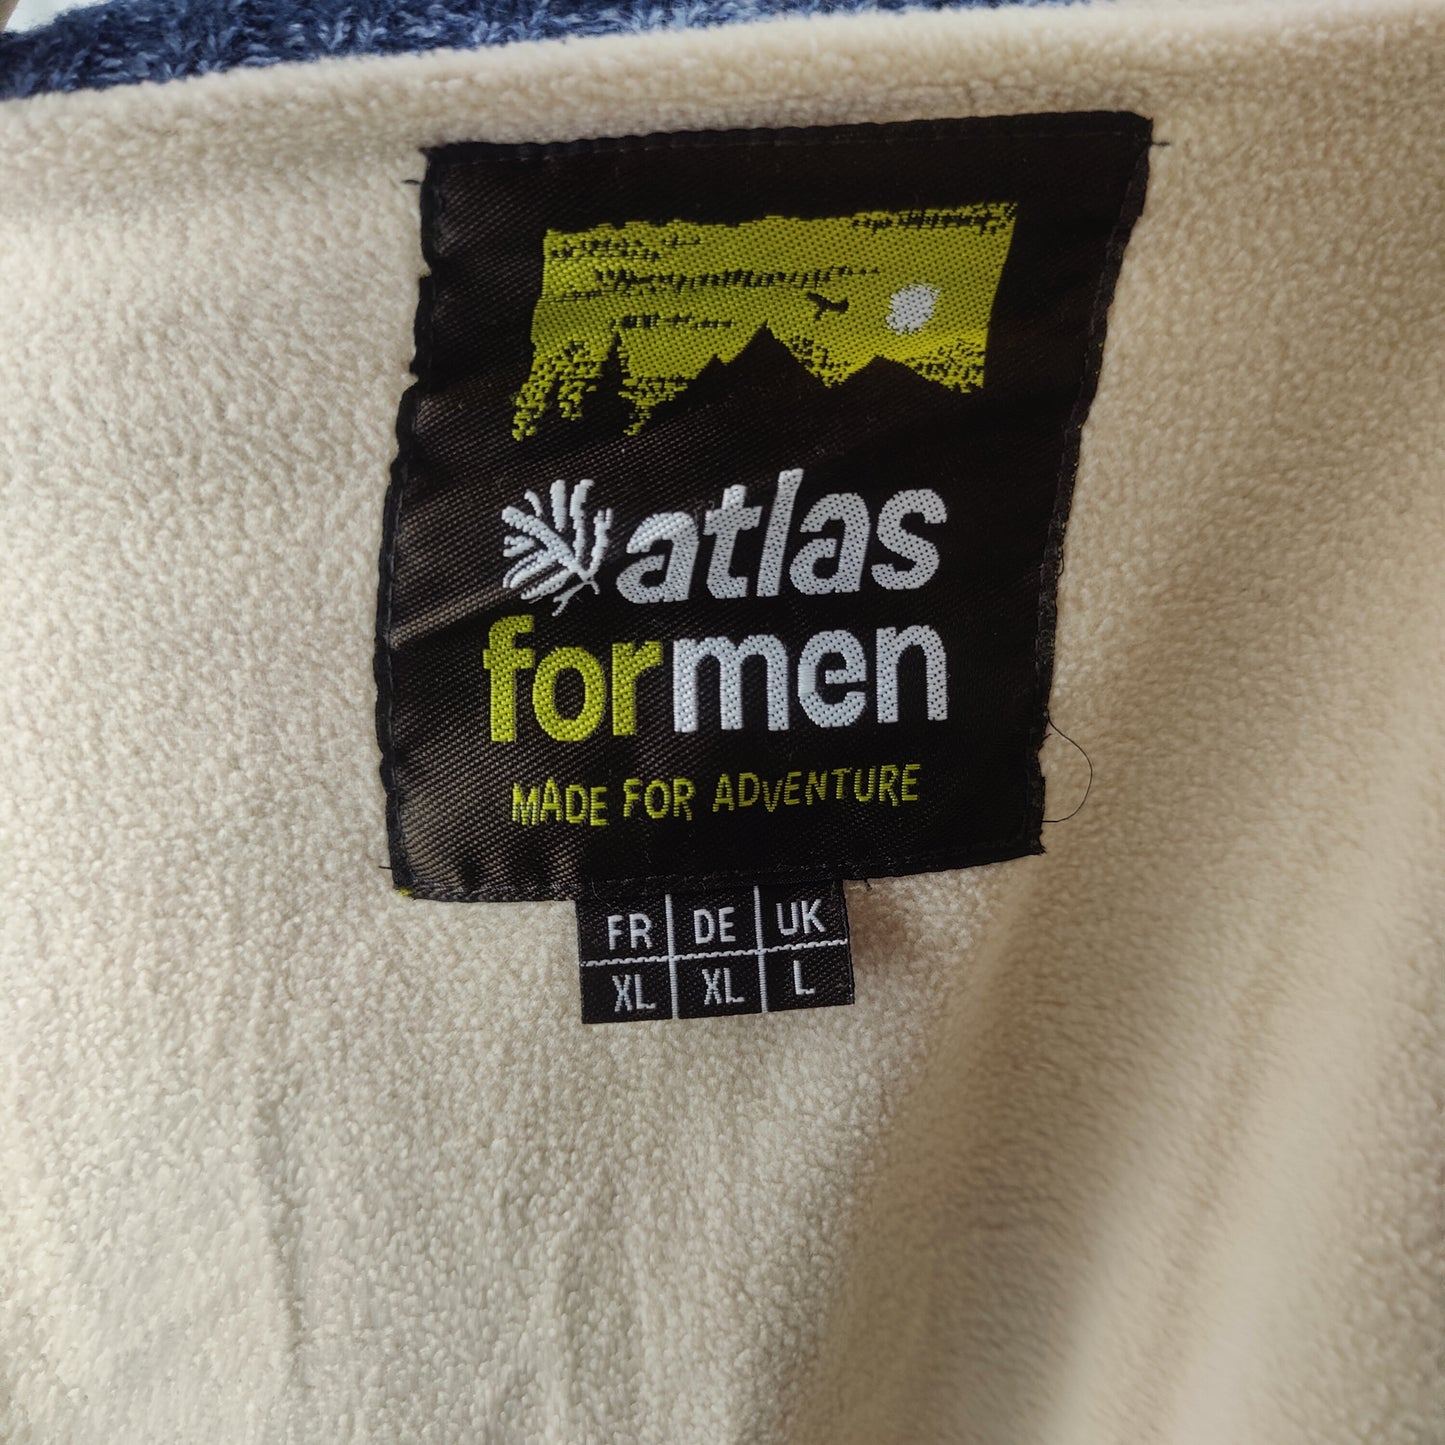 atlas
formen
MADE FOR ADVENTURE
FR DE UK
XL XL L